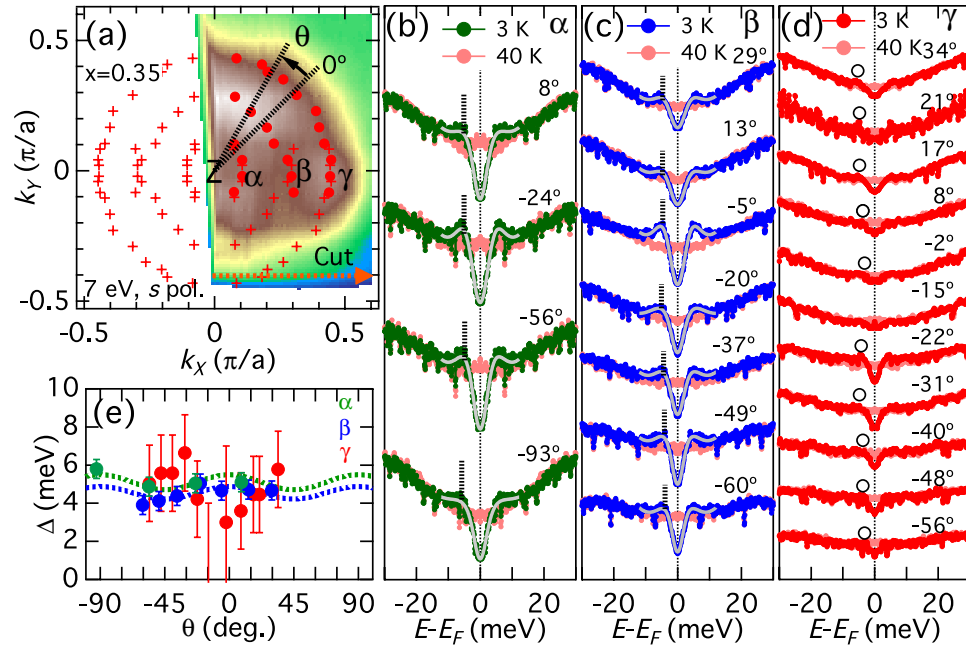 (a)
x=0.35
θ
0°
Z
α
β
γ
Cut
7 eV, s pol.
0.5
0
-0.5
k_Y (π/a)
-0.5
0
0.5
k_X (π/a)
(b)
α
3 K
40 K
8°
-24°
-56°
-93°
-20
0
20
E-E_F (meV)
(c)
β
3 K
40 K
29°
13°
-5°
-20°
-37°
-49°
-60°
-20
0
20
E-E_F (meV)
(d)
γ
3 K
40 K
34°
21°
17°
8°
-2°
-15°
-22°
-31°
-40°
-48°
-56°
-20
0
20
E-E_F (meV)
(e)
α
β
γ
10
8
6
4
2
0
Δ (meV)
-90
-45
0
45
90
θ (deg.)